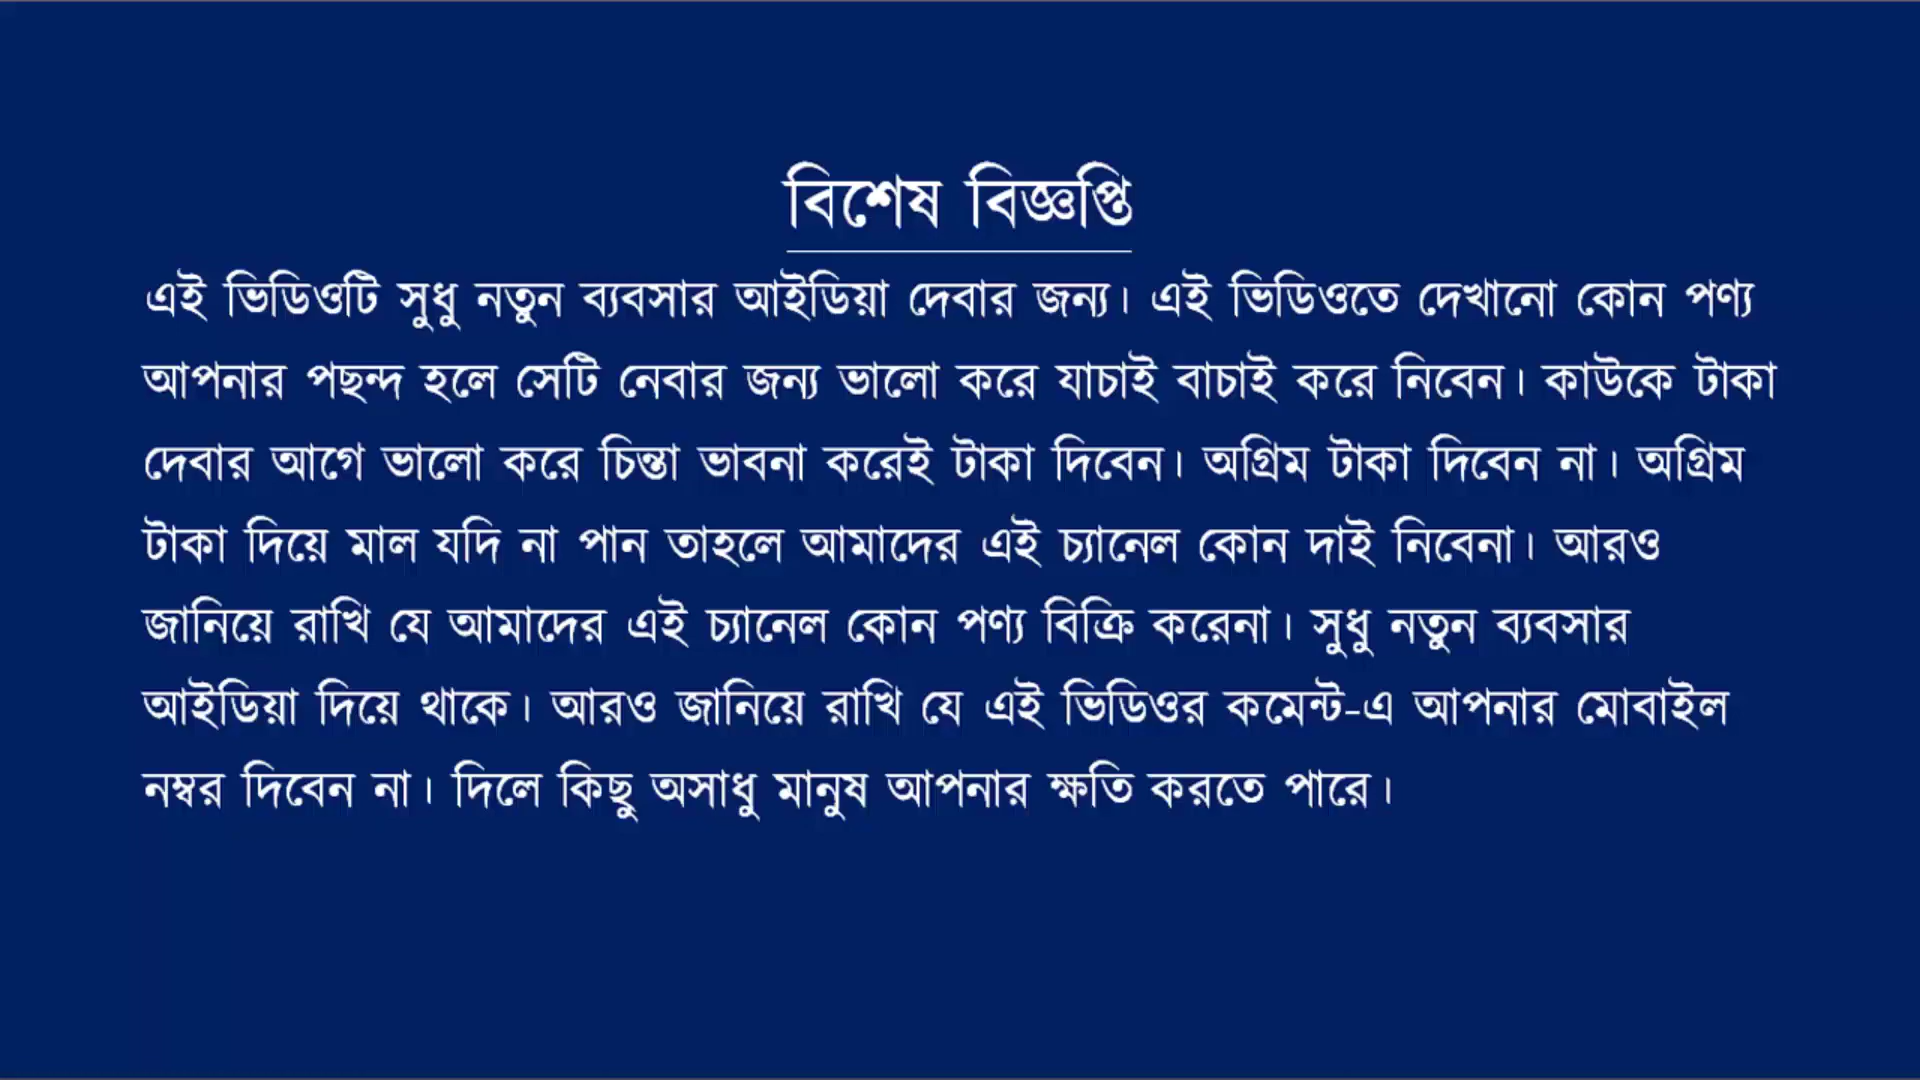 বিশেষ বিজ্ঞপ্তি
এই ভিডিওটি সুধু নতুন ব্যবসার আইডিয়া দেবার জন্য। এই ভিডিওতে দেখানো কোন পণ্য
আপনার পছন্দ হলে সেটি নেবার জন্য ভালো করে যাচাই বাচাই করে নিবেন। কাউকে টাকা
দেবার আগে ভালো করে চিন্তা ভাবনা করেই টাকা দিবেন। অগ্রিম টাকা দিবেন না। অগ্রিম
টাকা দিয়ে মাল যদি না পান তাহলে আমাদের এই চ্যানেল কোন দাই নিবেনা। আরও
জানিয়ে রাখি যে আমাদের এই চ্যানেল কোন পণ্য বিক্রি করেনা। সুধু নতুন ব্যবসার
আইডিয়া দিয়ে থাকে। আরও জানিয়ে রাখি যে এই ভিডিওর কমেন্ট-এ আপনার মোবাইল
নম্বর দিবেন না। দিলে কিছু অসাধু মানুষ আপনার ক্ষতি করতে পারে।